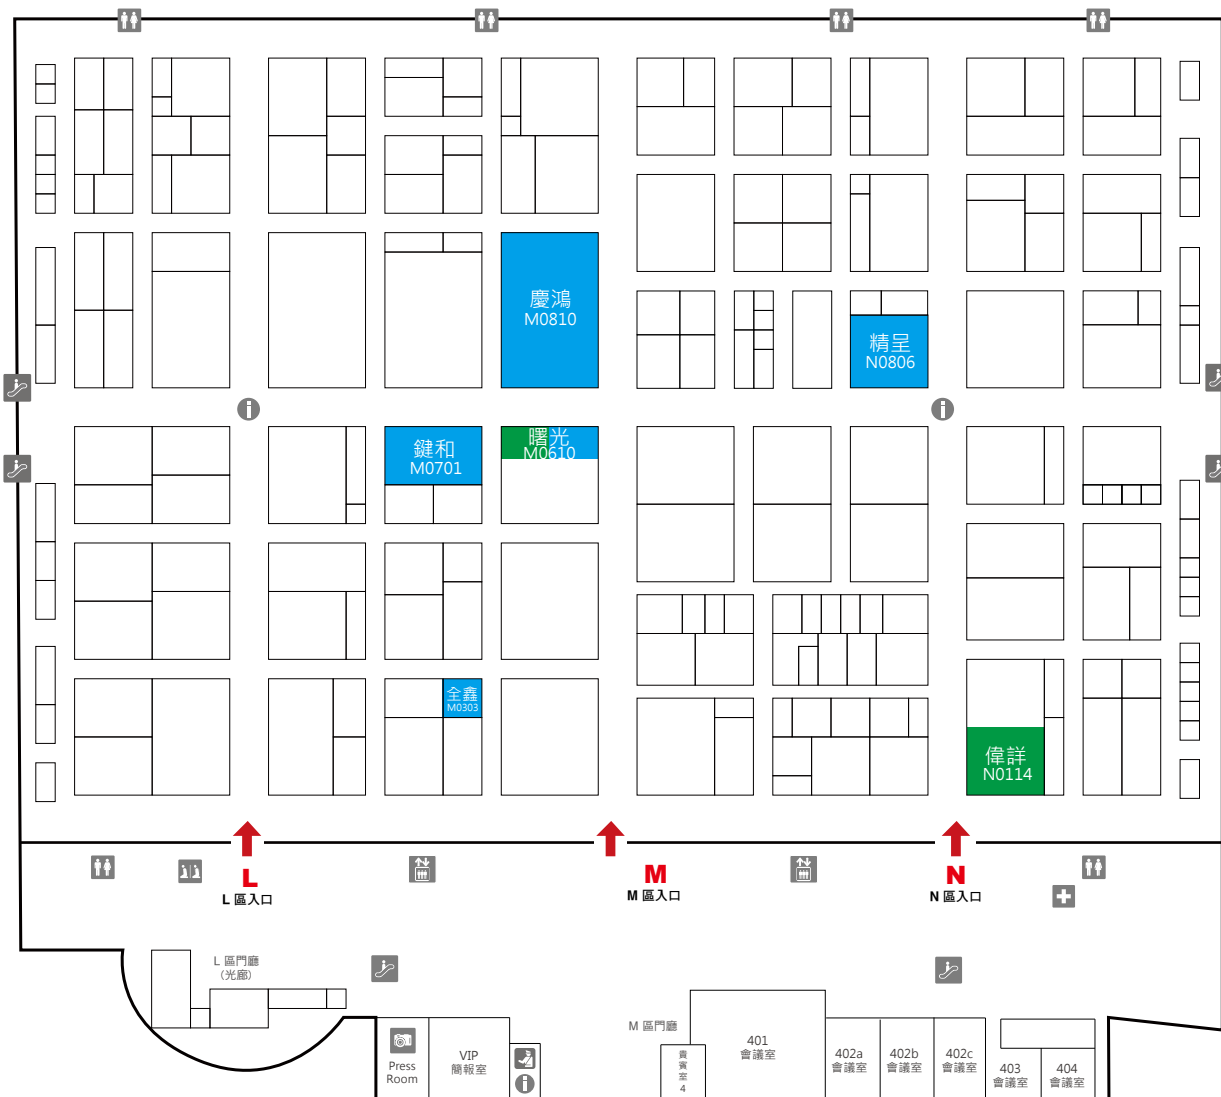 慶鴻
M0810
精呈
N0806
鍵和
M0701
曙光
M0610
全鑫
M0303
偉詳
N0114
L
L 區入口
M
M 區入口
N
N 區入口
L 區門廳
(光廊)
M 區門廳
Press
Room
VIP
簡報室
貴
賓
室
4
401
會議室
402a
會議室
402b
會議室
402c
會議室
403
會議室
404
會議室